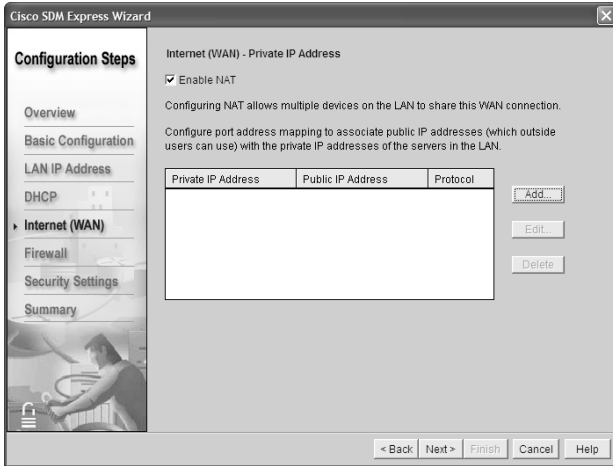 Cisco SDM Express Wizard
Configuration Steps
Overview
Basic Configuration
LAN IP Address
DHCP
Internet (WAN)
Firewall
Security Settings
Summary
Internet (WAN) - Private IP Address
Enable NAT
Configuring NAT allows multiple devices on the LAN to share this WAN connection.
Configure port address mapping to associate public IP addresses (which outside
users can use) with the private IP addresses of the servers in the LAN.
Private IP Address Public IP Address Protocol
Add...
Edit...
Delete
< Back Next > Finish Cancel Help